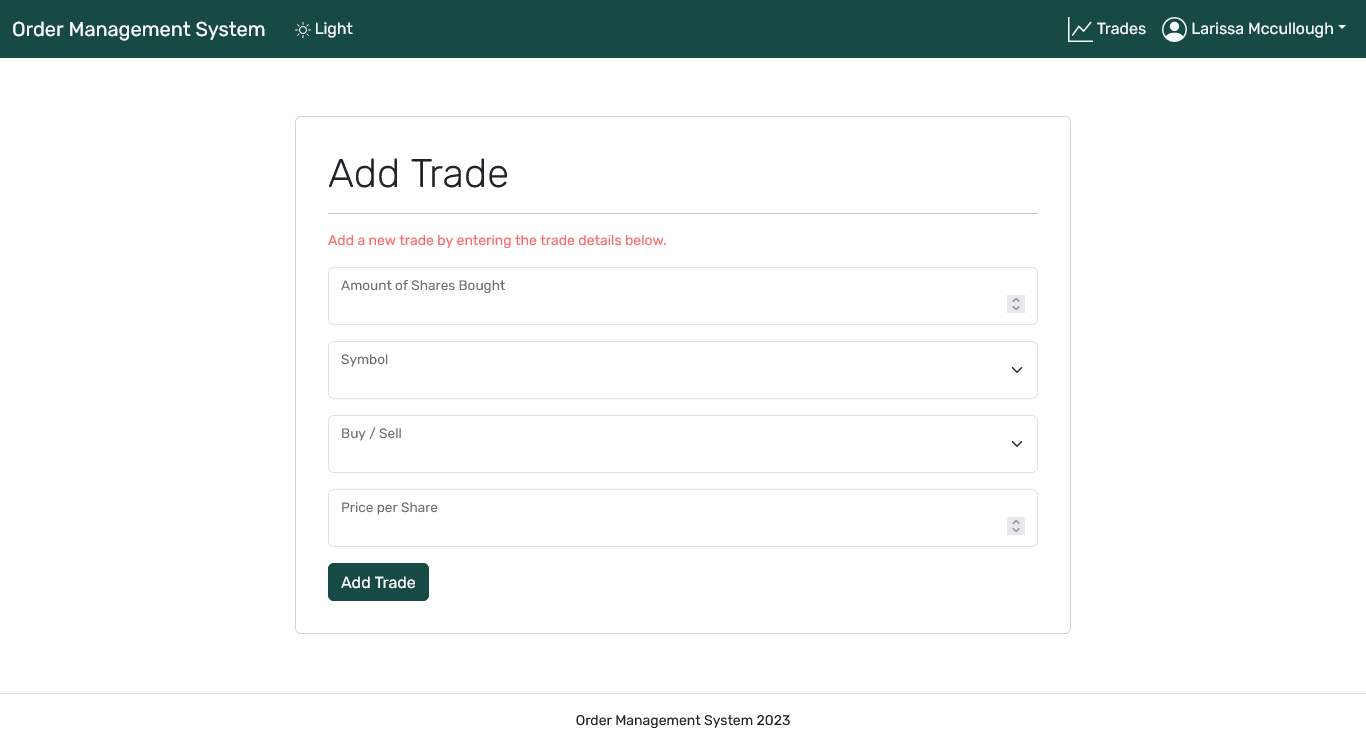 Order Management System
Light
Trades
Larissa Mccullough
Add Trade
Add a new trade by entering the trade details below.
Amount of Shares Bought
Symbol
Buy / Sell
Price per Share
Add Trade
Order Management System 2023